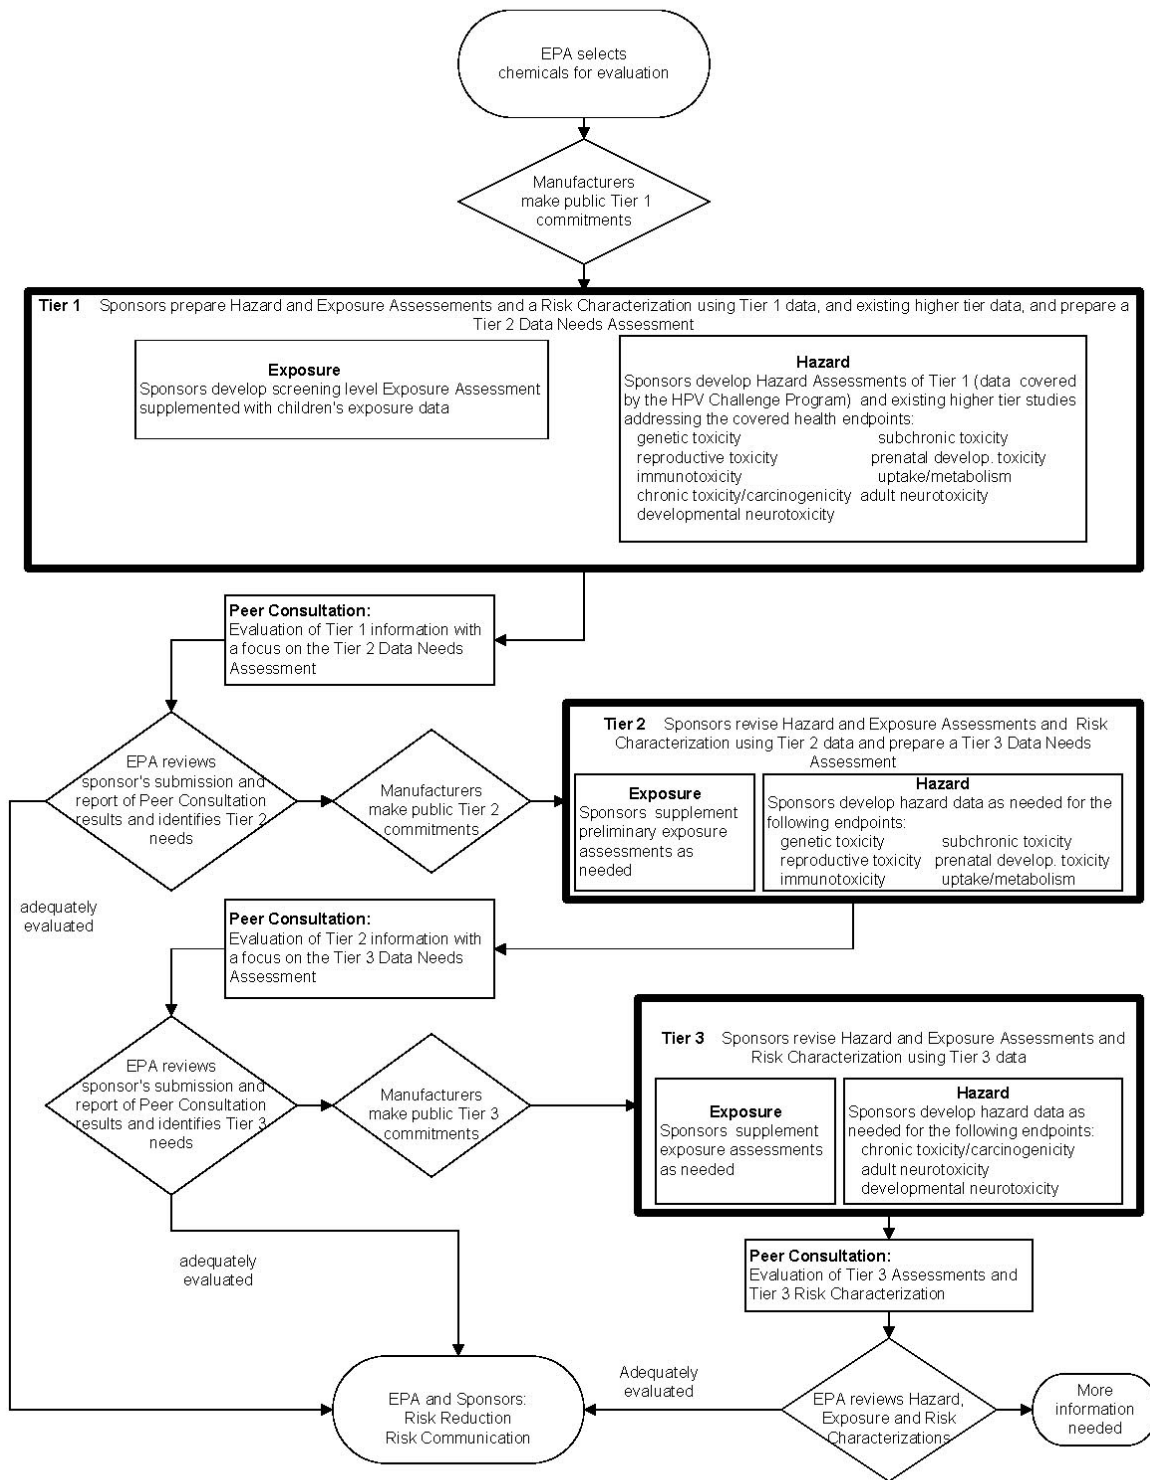 EPA selects
chemicals for evaluation
Manufacturers
make public Tier 1
commitments
Tier 1 Sponsors prepare Hazard and Exposure Assessements and a Risk Characterization using Tier 1 data, and existing higher tier data, and prepare a
Tier 2 Data Needs Assessment
Exposure
Sponsors develop screening level Exposure Assessment
supplemented with children's exposure data
Hazard
Sponsors develop Hazard Assessments of Tier 1 (data covered
by the HPV Challenge Program) and existing higher tier studies
addressing the covered health endpoints:
genetic toxicity subchronic toxicity
reproductive toxicity prenatal develop. toxicity
immunotoxicity uptake/metabolism
chronic toxicity/carcinogenicity adult neurotoxicity
developmental neurotoxicity
Peer Consultation:
Evaluation of Tier 1 information with
a focus on the Tier 2 Data Needs
Assessment
EPA reviews
sponsor's submission and
report of Peer Consultation
results and identifies Tier 2
needs
Manufacturers
make public Tier 2
commitments
Tier 2 Sponsors revise Hazard and Exposure Assessments and Risk
Characterization using Tier 2 data and prepare a Tier 3 Data Needs
Assessment
Exposure
Sponsors supplement
preliminary exposure
assessments as
needed
Hazard
Sponsors develop hazard data as needed for the
following endpoints:
genetic toxicity subchronic toxicity
reproductive toxicity prenatal develop. toxicity
immunotoxicity uptake/metabolism
adequately
evaluated
Peer Consultation:
Evaluation of Tier 2 information with
a focus on the Tier 3 Data Needs
Assessment
EPA reviews
sponsor's submission and
report of Peer Consultation
results and identifies Tier 3
needs
Manufacturers
make public Tier 3
commitments
Tier 3 Sponsors revise Hazard and Exposure Assessments and
Risk Characterization using Tier 3 data
Exposure
Sponsors supplement
exposure assessments
as needed
Hazard
Sponsors develop hazard data as
needed for the following endpoints:
chronic toxicity/carcinogenicity
adult neurotoxicity
developmental neurotoxicity
adequately
evaluated
Peer Consultation:
Evaluation of Tier 3 Assessments and
Tier 3 Risk Characterization
EPA and Sponsors:
Risk Reduction
Risk Communication
Adequately
evaluated
EPA reviews Hazard,
Exposure and Risk
Characterizations
More
information
needed